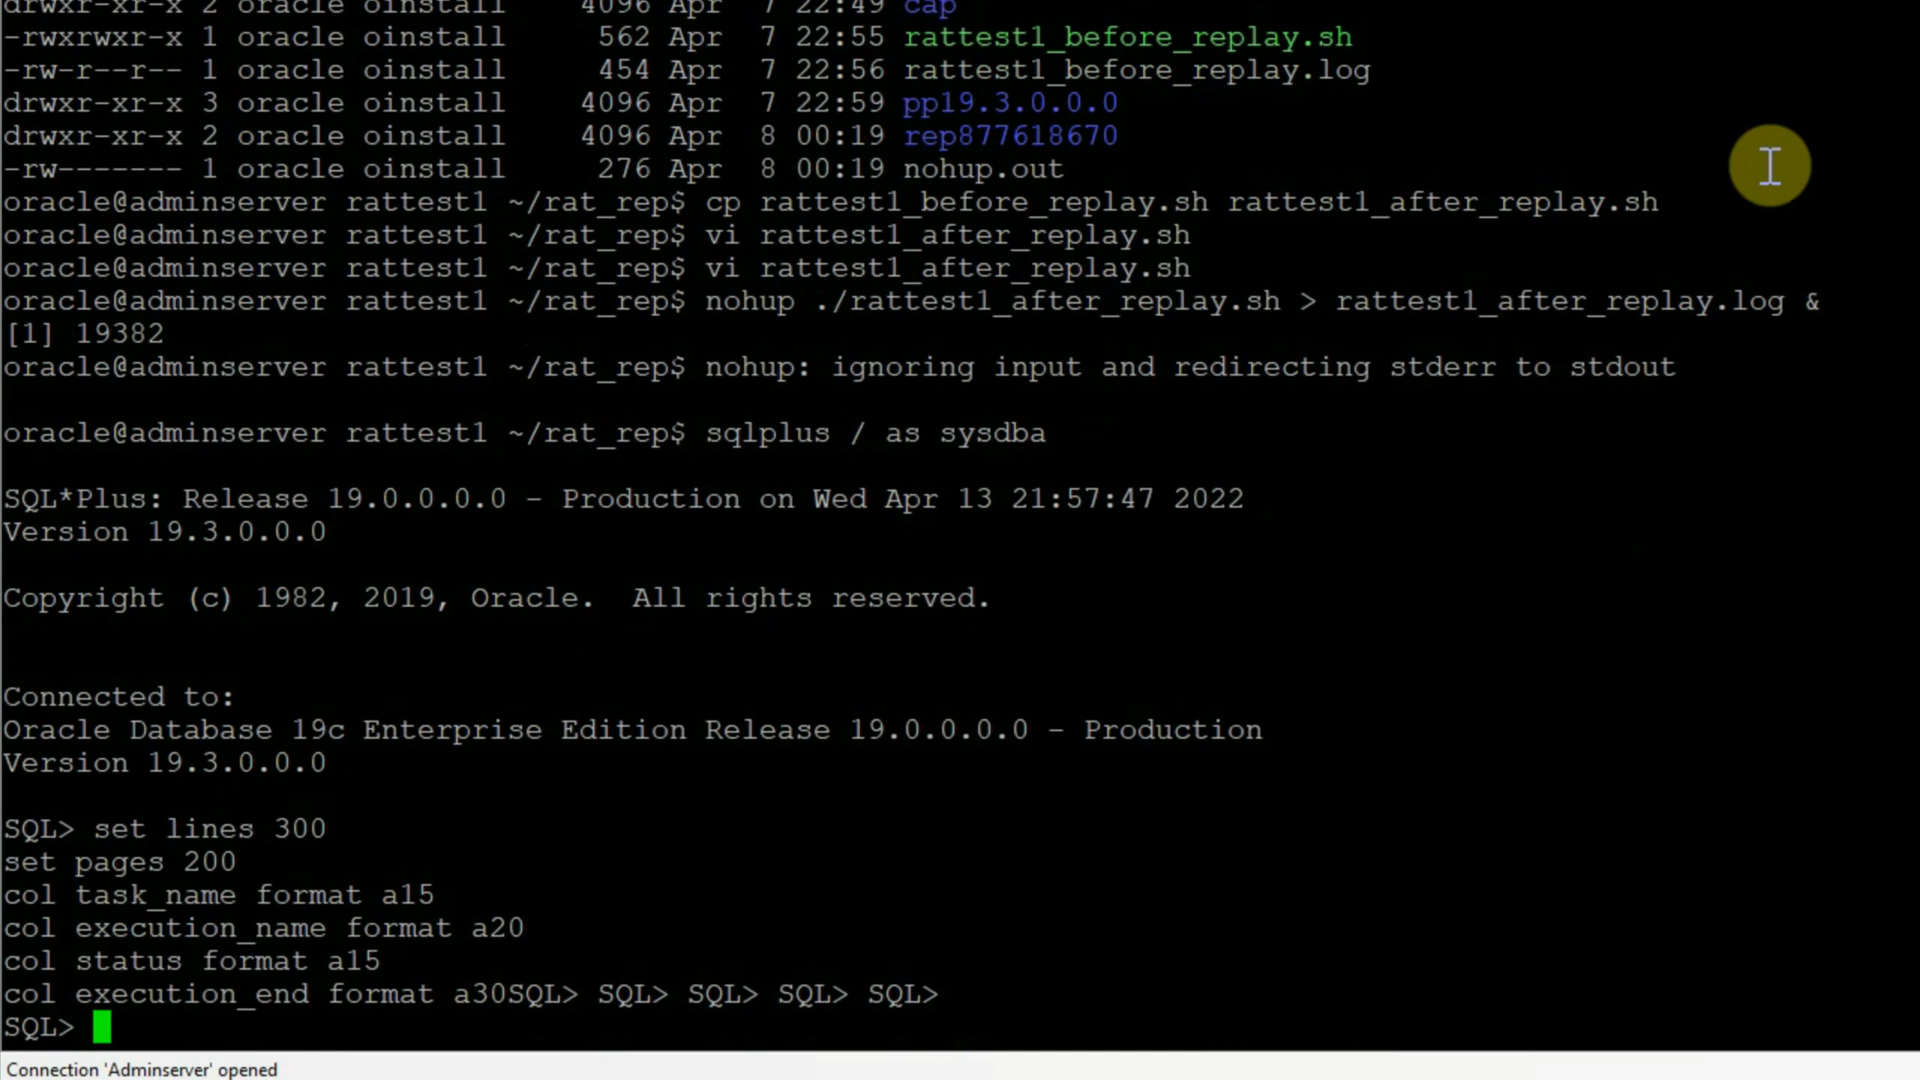 drwxr-xr-x 2 oracle oinstall 4096 Apr 7 22:49 cap
-rwxrwxr-x 1 oracle oinstall 562 Apr 7 22:55 rattest1_before_replay.sh
-rw-r--r-- 1 oracle oinstall 454 Apr 7 22:56 rattest1_before_replay.log
drwxr-xr-x 3 oracle oinstall 4096 Apr 7 22:59 pp19.3.0.0.0
drwxr-xr-x 2 oracle oinstall 4096 Apr 8 00:19 rep877618670
-rw------- 1 oracle oinstall 276 Apr 8 00:19 nohup.out
oracle@adminserver rattest1 ~/rat_rep$ cp rattest1_before_replay.sh rattest1_after_replay.sh
oracle@adminserver rattest1 ~/rat_rep$ vi rattest1_after_replay.sh
oracle@adminserver rattest1 ~/rat_rep$ vi rattest1_after_replay.sh
oracle@adminserver rattest1 ~/rat_rep$ nohup ./rattest1_after_replay.sh > rattest1_after_replay.log &
[1] 19382
oracle@adminserver rattest1 ~/rat_rep$ nohup: ignoring input and redirecting stderr to stdout
oracle@adminserver rattest1 ~/rat_rep$ sqlplus / as sysdba
SQL*Plus: Release 19.0.0.0.0 - Production on Wed Apr 13 21:57:47 2022
Version 19.3.0.0.0
Copyright (c) 1982, 2019, Oracle. All rights reserved.
Connected to:
Oracle Database 19c Enterprise Edition Release 19.0.0.0.0 - Production
Version 19.3.0.0.0
SQL> set lines 300
set pages 200
col task_name format a15
col execution_name format a20
col status format a15
col execution_end format a30SQL> SQL> SQL> SQL> SQL>
SQL>
Connection 'Adminserver' opened